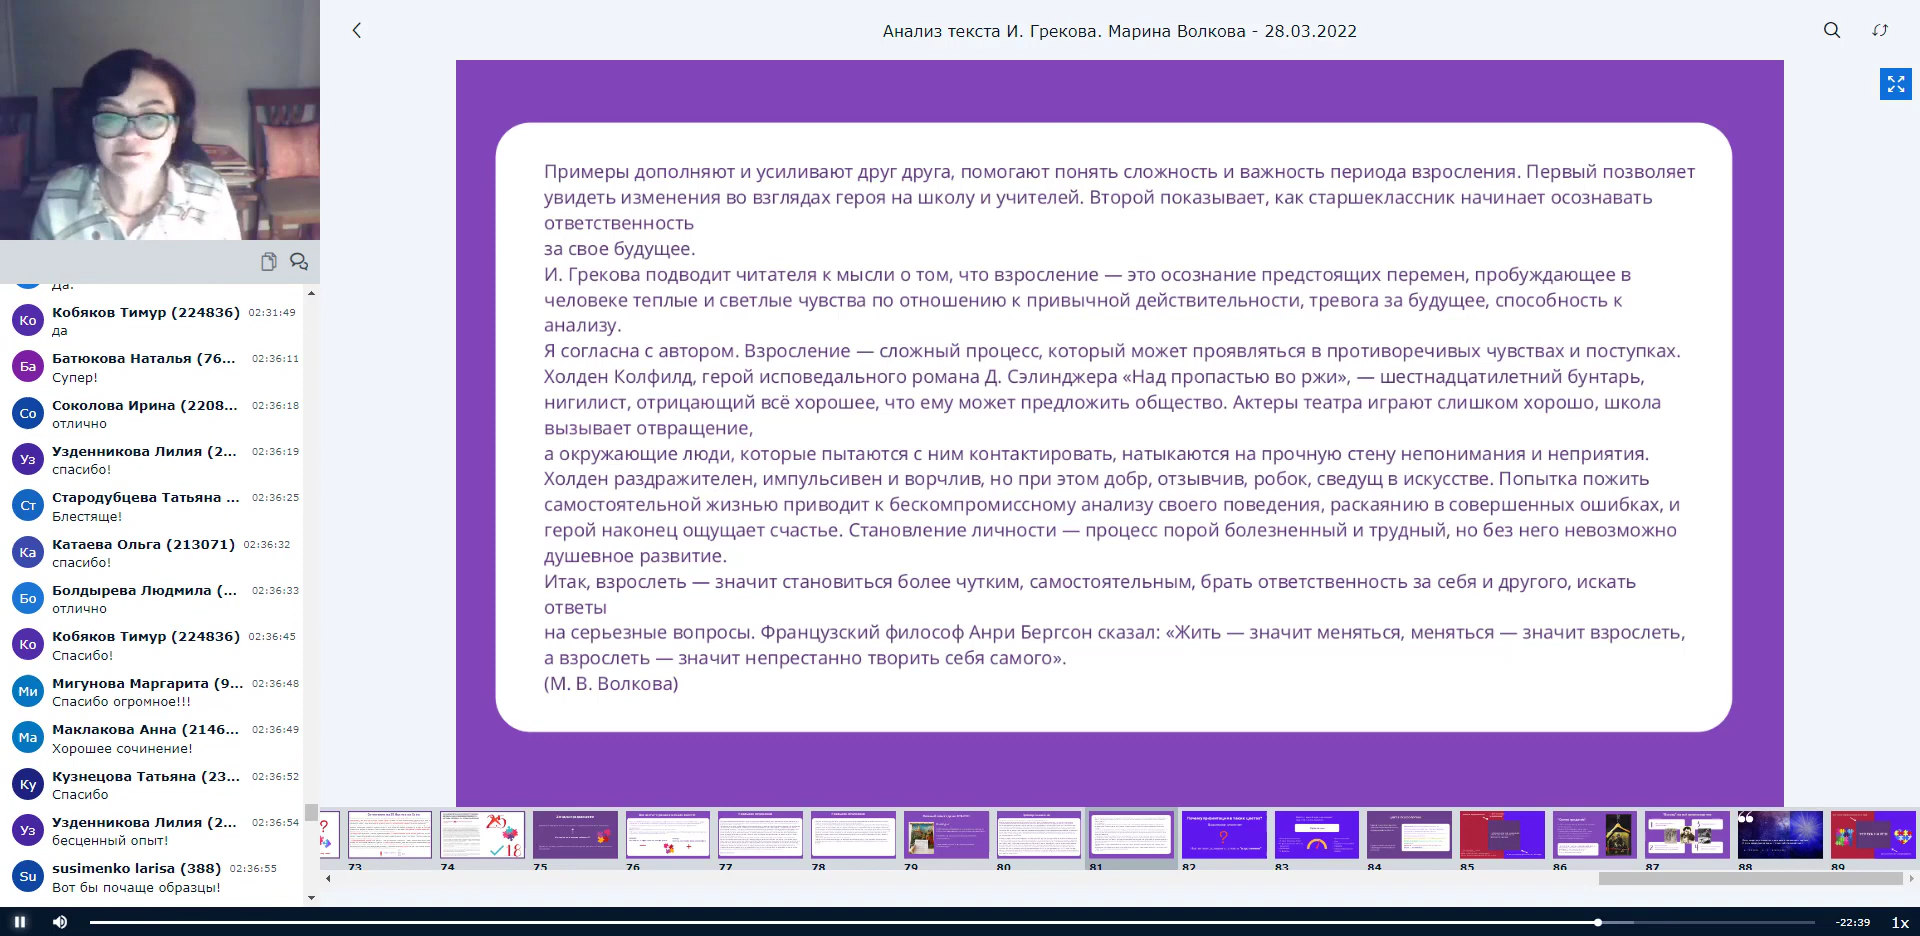 Анализ текста И. Грекова. Марина Волкова - 28.03.2022
Примеры дополняют и усиливают друг друга, помогают понять сложность и важность периода взросления. Первый позволяет
увидеть изменения во взглядах героя на школу и учителей. Второй показывает, как старшеклассник начинает осознавать
ответственность
за свое будущее.
И. Грекова подводит читателя к мысли о том, что взросление — это осознание предстоящих перемен, пробуждающее в
человеке теплые и светлые чувства по отношению к привычной действительности, тревога за будущее, способность к
анализу.
Я согласна с автором. Взросление — сложный процесс, который может проявляться в противоречивых чувствах и поступках.
Холден Колфилд, герой исповедального романа Д. Сэлинджера «Над пропастью во ржи», — шестнадцатилетний бунтарь,
нигилист, отрицающий всё хорошее, что ему может предложить общество. Актеры театра играют слишком хорошо, школа
вызывает отвращение,
а окружающие люди, которые пытаются с ним контактировать, натыкаются на прочную стену непонимания и неприятия.
Холден раздражителен, импульсивен и ворчлив, но при этом добр, отзывчив, робок, сведущ в искусстве. Попытка пожить
самостоятельной жизнью приводит к бескомпромиссному анализу своего поведения, раскаянию в совершенных ошибках, и
герой наконец ощущает счастье. Становление личности — процесс порой болезненный и трудный, но без него невозможно
душевное развитие.
Итак, взрослеть — значит становиться более чутким, самостоятельным, брать ответственность за себя и другого, искать
ответы
на серьезные вопросы. Французский философ Анри Бергсон сказал: «Жить — значит меняться, меняться — значит взрослеть,
а взрослеть — значит непрестанно творить себя самого».
(М. В. Волкова)
да.
Ко Кобяков Тимур (224836) 02:31:49
да
Ба Батюкова Наталья (76... 02:36:11
Супер!
Со Соколова Ирина (2208... 02:36:18
отлично
Уз Узденникова Лилия (2... 02:36:19
спасибо!
Ст Стародубцева Татьяна ... 02:36:25
Блестяще!
Ка Катаева Ольга (213071) 02:36:32
спасибо!
Бо Болдырева Людмила (... 02:36:33
отлично
Ко Кобяков Тимур (224836) 02:36:45
Спасибо!
Ми Мигунова Маргарита (9... 02:36:48
Спасибо огромное!!!
Ма Маклакова Анна (2146... 02:36:49
Хорошее сочинение!
Ку Кузнецова Татьяна (23... 02:36:52
Спасибо
Уз Узденникова Лилия (2... 02:36:54
бесценный опыт!
Su susimenko larisa (388) 02:36:55
Вот бы почаще образцы!
73 74 75 76 77 78 79 80 81 82 83 84 85 86 87 88 89
-22:39 1x